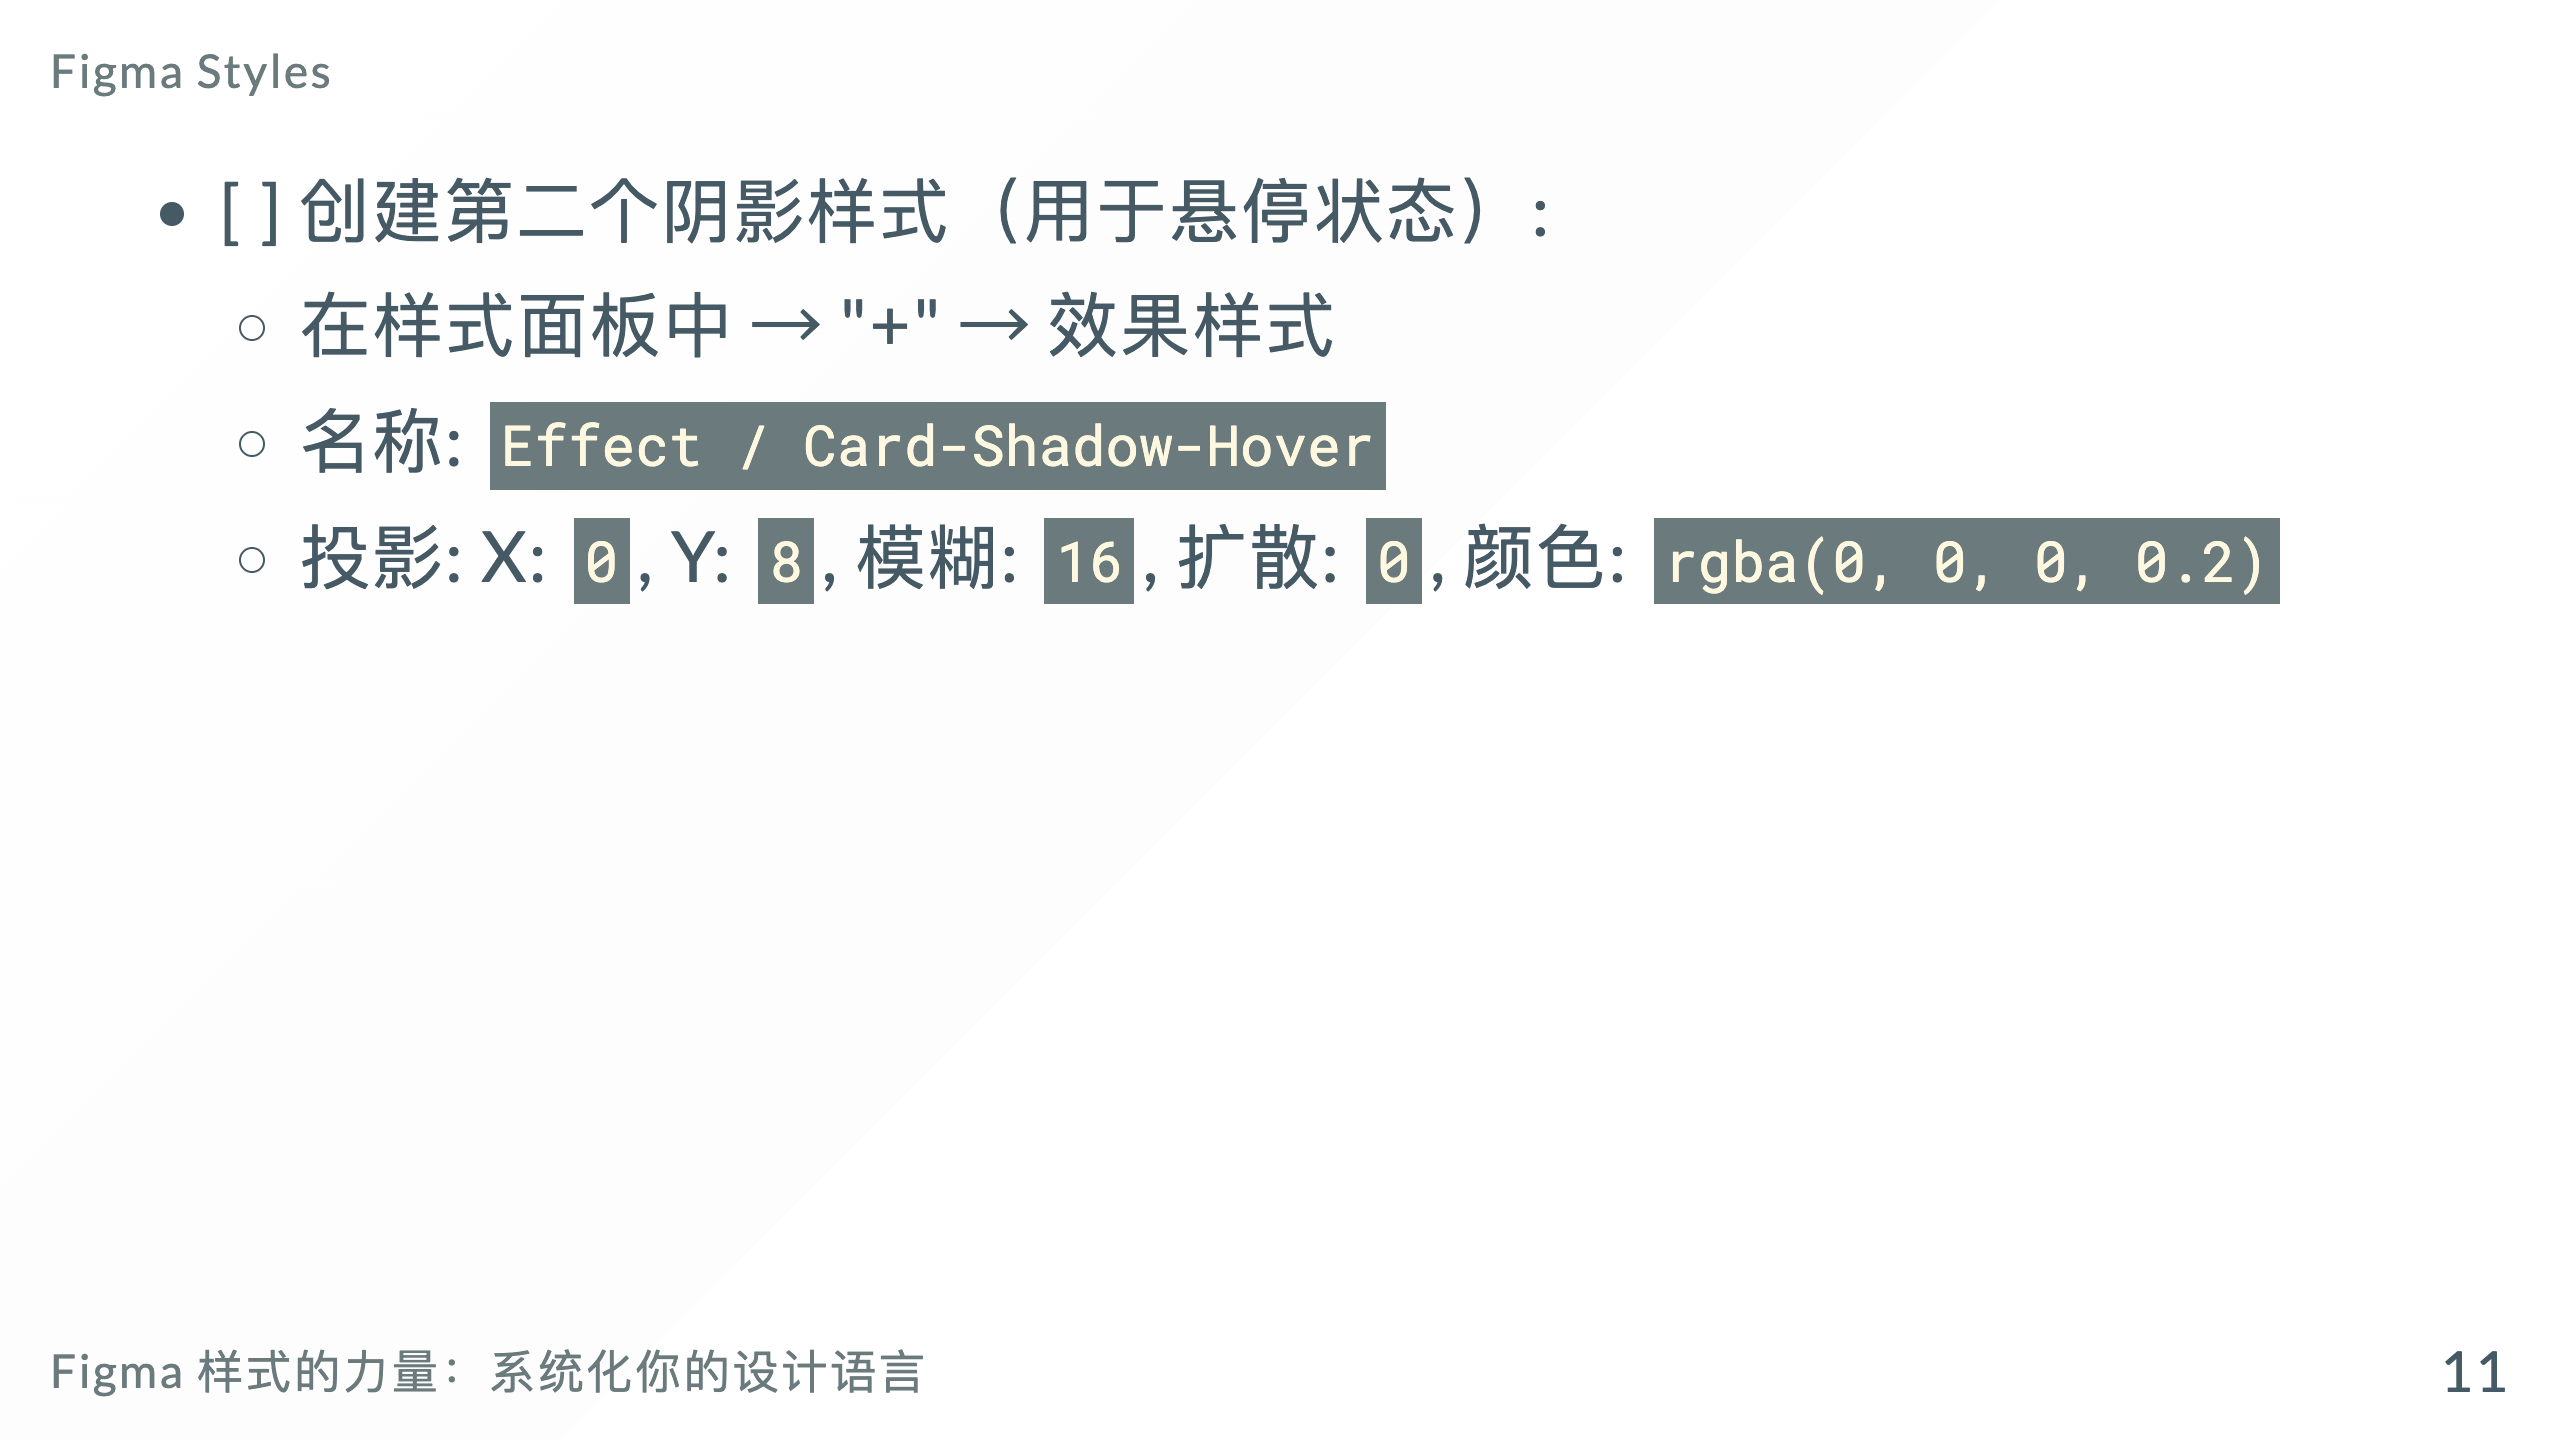 Figma Styles
• [ ] 创建第二个阴影样式（用于悬停状态）:
○ 在样式面板中 → "+" → 效果样式
○ 名称: Effect / Card-Shadow-Hover
○ 投影: X: 0, Y: 8, 模糊: 16, 扩散: 0, 颜色: rgba(0, 0, 0, 0.2)
Figma 样式的力量：系统化你的设计语言
11